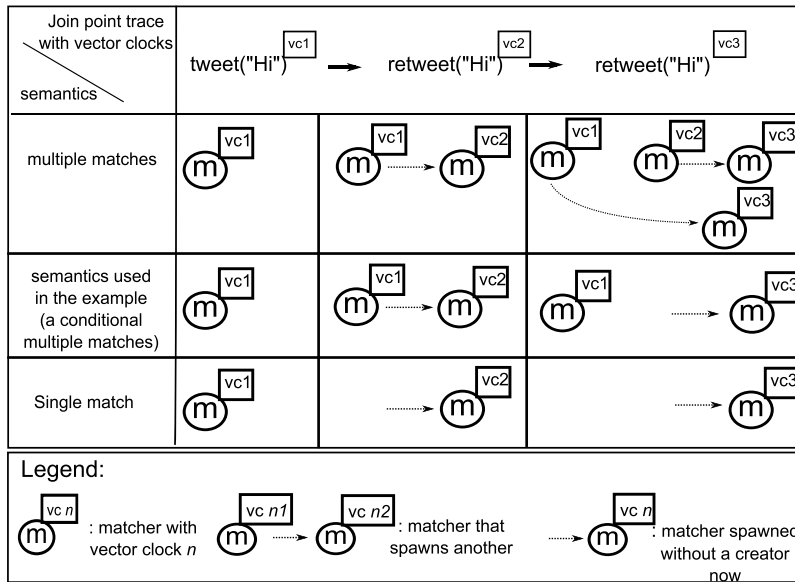 Join point trace
with vector clocks
semantics
tweet("Hi") vc1 retweet("Hi") vc2 retweet("Hi") vc3
multiple matches
m vc1 m vc1 m vc2 m vc1 m vc2 m vc3
m vc3
semantics used
in the example
(a conditional
multiple matches)
m vc1 m vc1 m vc2 m vc1 m vc3
Single match
m vc1 m vc2 m vc3
Legend:
m vc n : matcher with
vector clock n
m vc n1 m vc n2 : matcher that
spawns another
m vc n : matcher spawned
without a creator
now